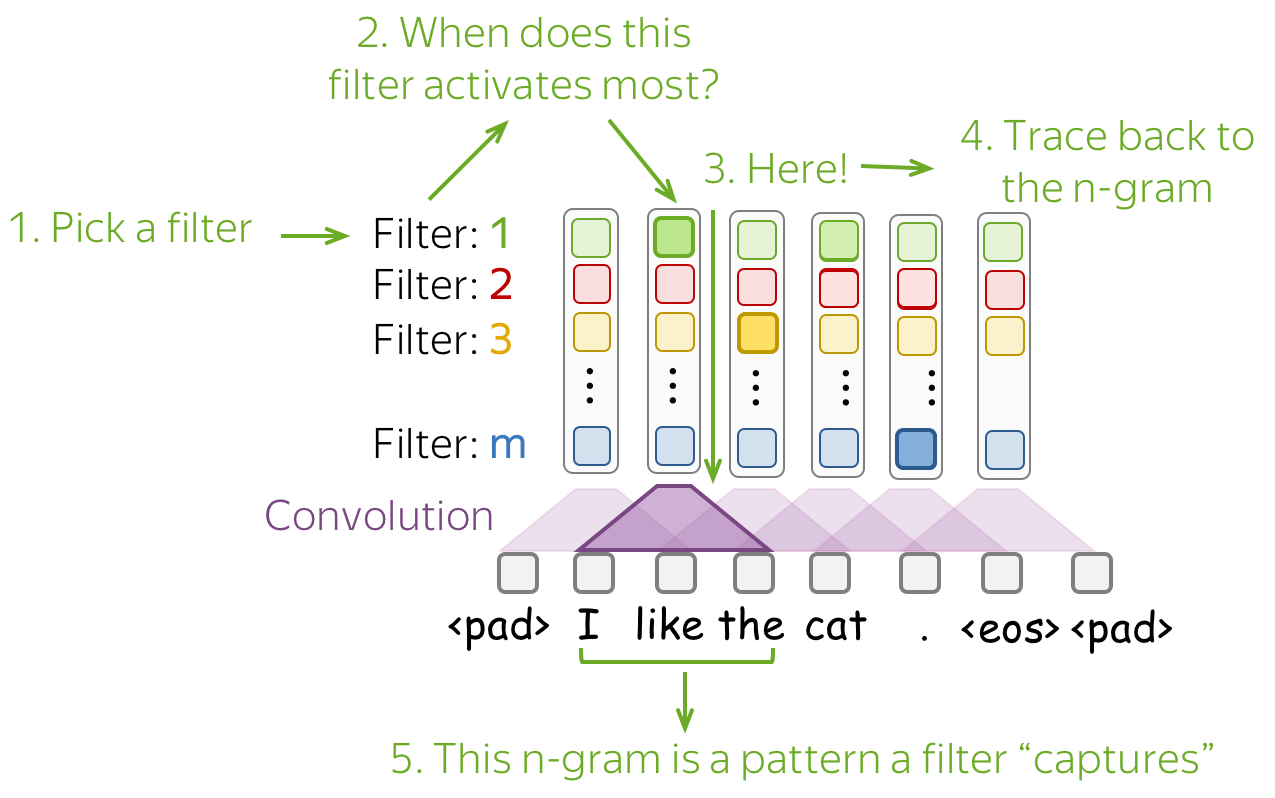 2. When does this
filter activates most?
3. Here!
4. Trace back to
the n-gram
1. Pick a filter
Filter: 1
Filter: 2
Filter: 3
Filter: m
Convolution
<pad> I like the cat . <eos> <pad>
5. This n-gram is a pattern a filter “captures”